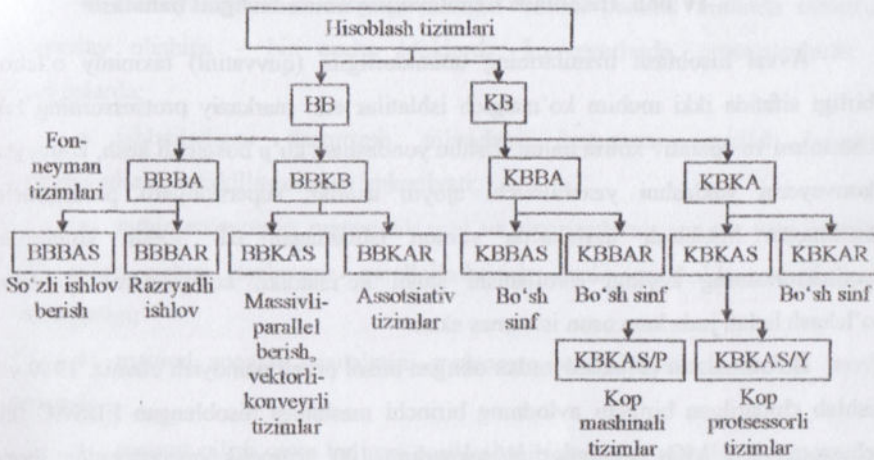 Hisoblash tizimlari
BB
KB
Fon-
neyman
tizimlari
BBBA
BBKB
KBBA
KBKA
BBBAS
BBBAR
BBKAS
BBKAR
KBBAS
KBBAR
KBKAS
KBKAR
So'zli ishlov
berish
Razryadli
ishlov
Massivli-
parallel
berish,
vektorli-
konveyrli
tizimlar
Assotsiativ
tizimlar
Bo'sh
sinf
Bo'sh sinf
Bo'sh sinf
KBKAS/P
KBKAS/Y
Kop
mashinali
tizimlar
Kop
protsessorli
tizimlar